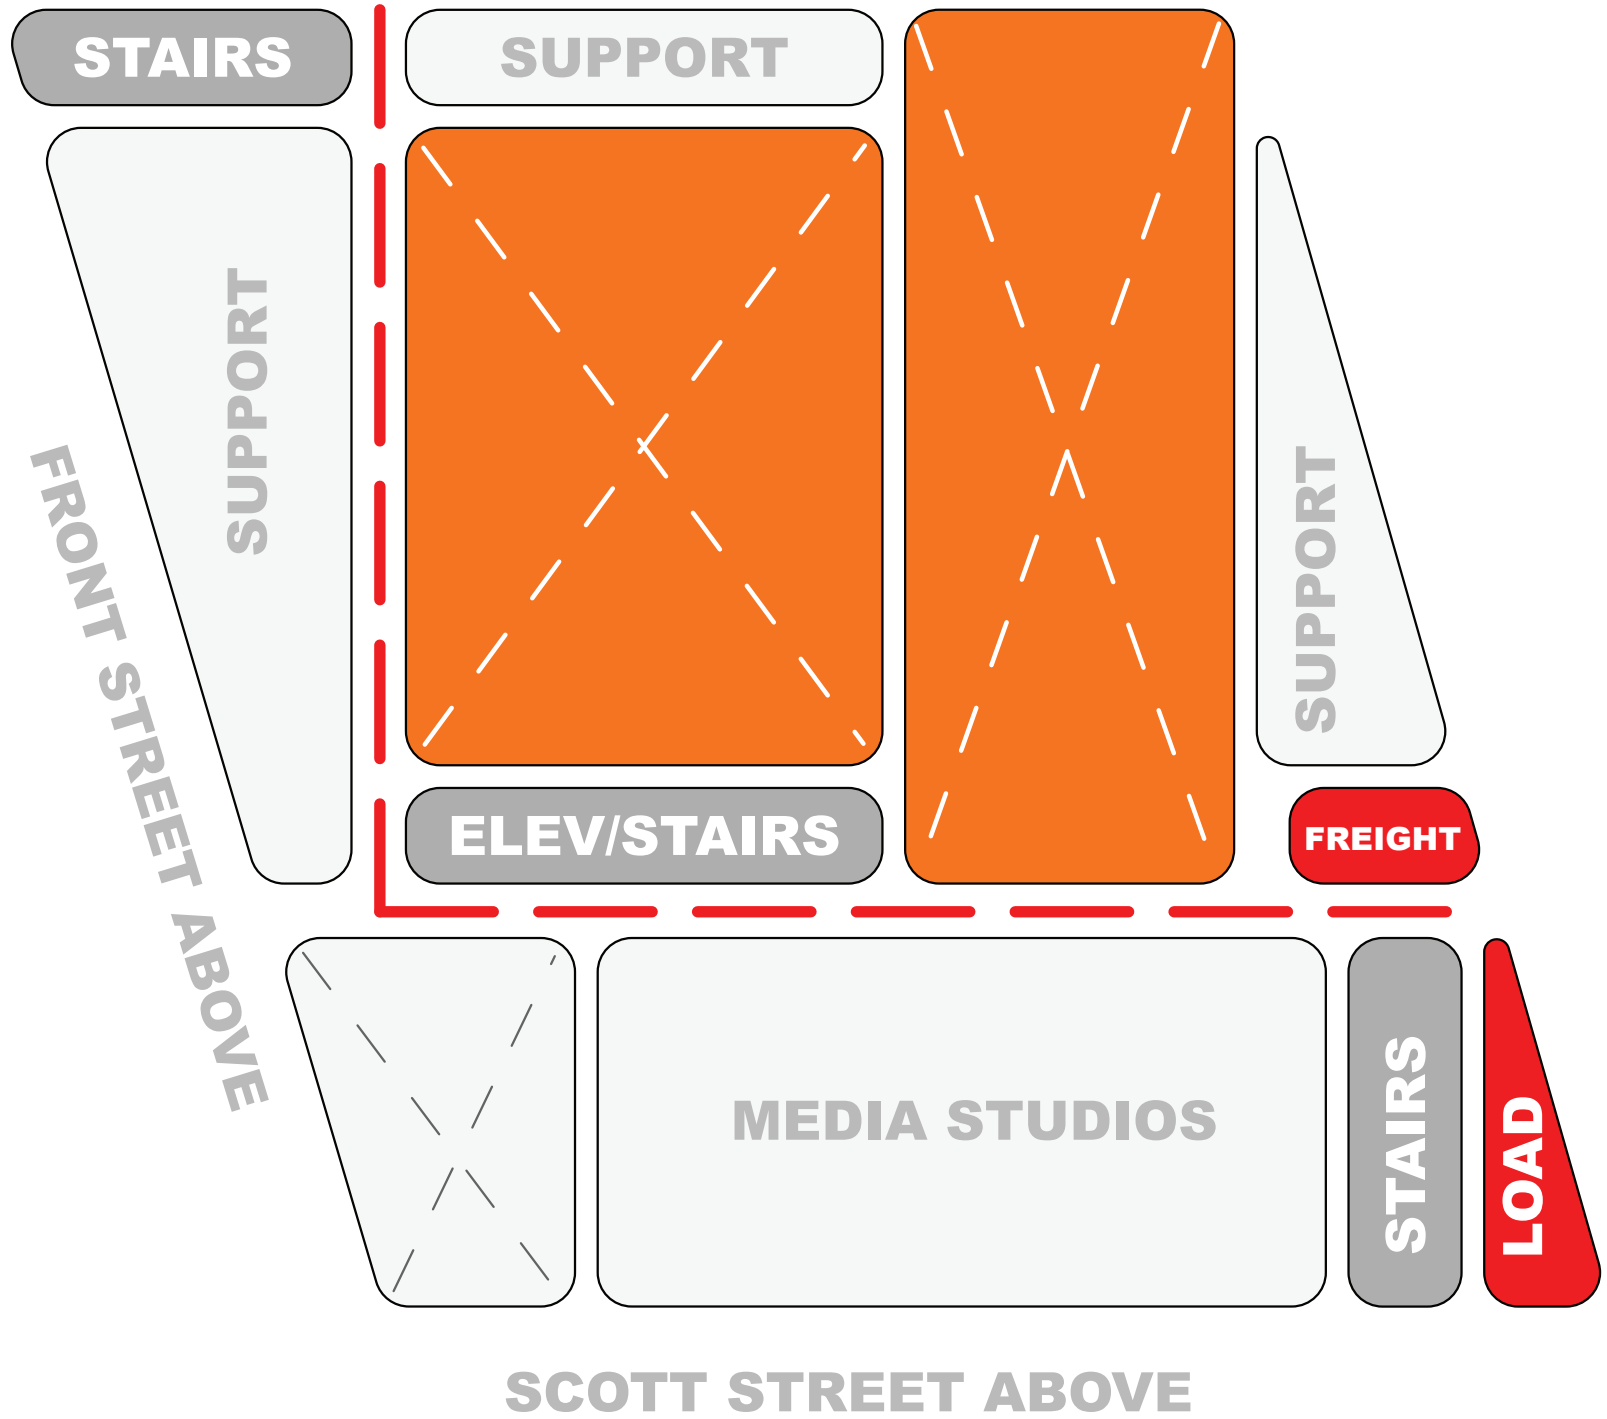 STAIRS
SUPPORT
SUPPORT
SUPPORT
FRONT STREET ABOVE
ELEV/STAIRS
FREIGHT
MEDIA STUDIOS
STAIRS
LOAD
SCOTT STREET ABOVE